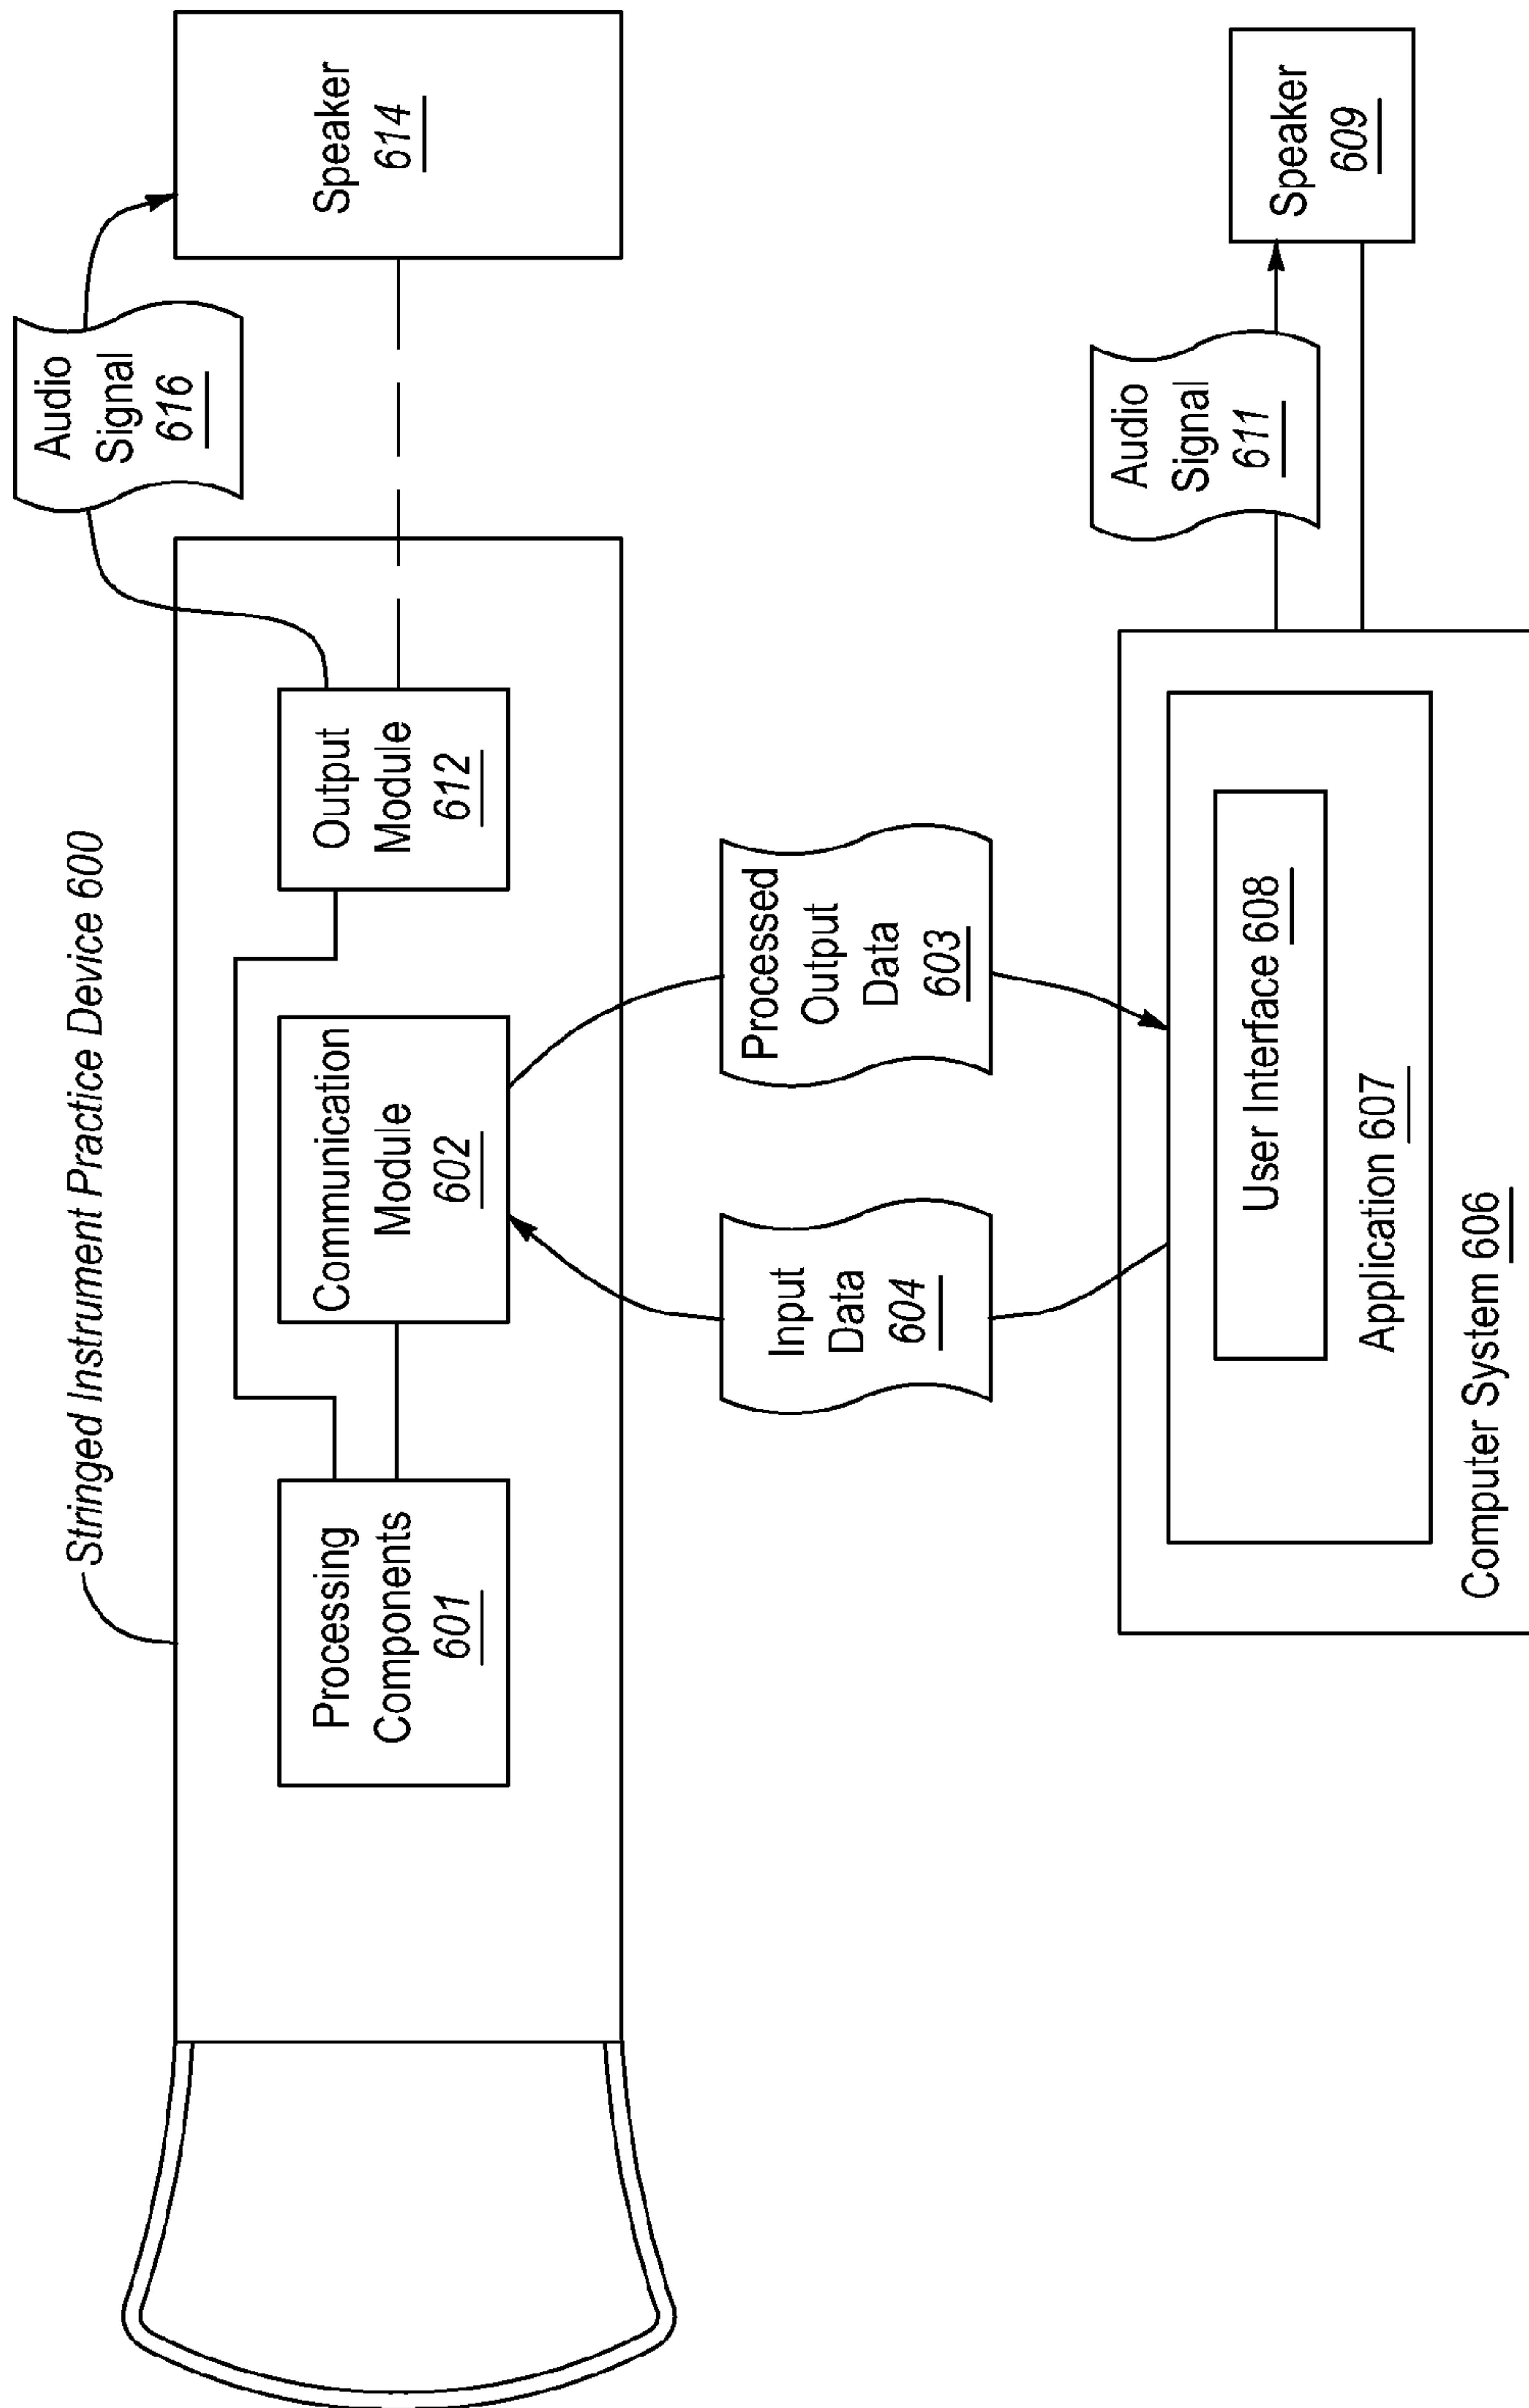 Stringed Instrument Practice Device 600
Processing
Components
601
Communication
Module
602
Output
Module
612
Audio
Signal
616
Speaker
614
Input
Data
604
Processed
Output
Data
603
User Interface 608
Application 607
Computer System 606
Audio
Signal
611
Speaker
609